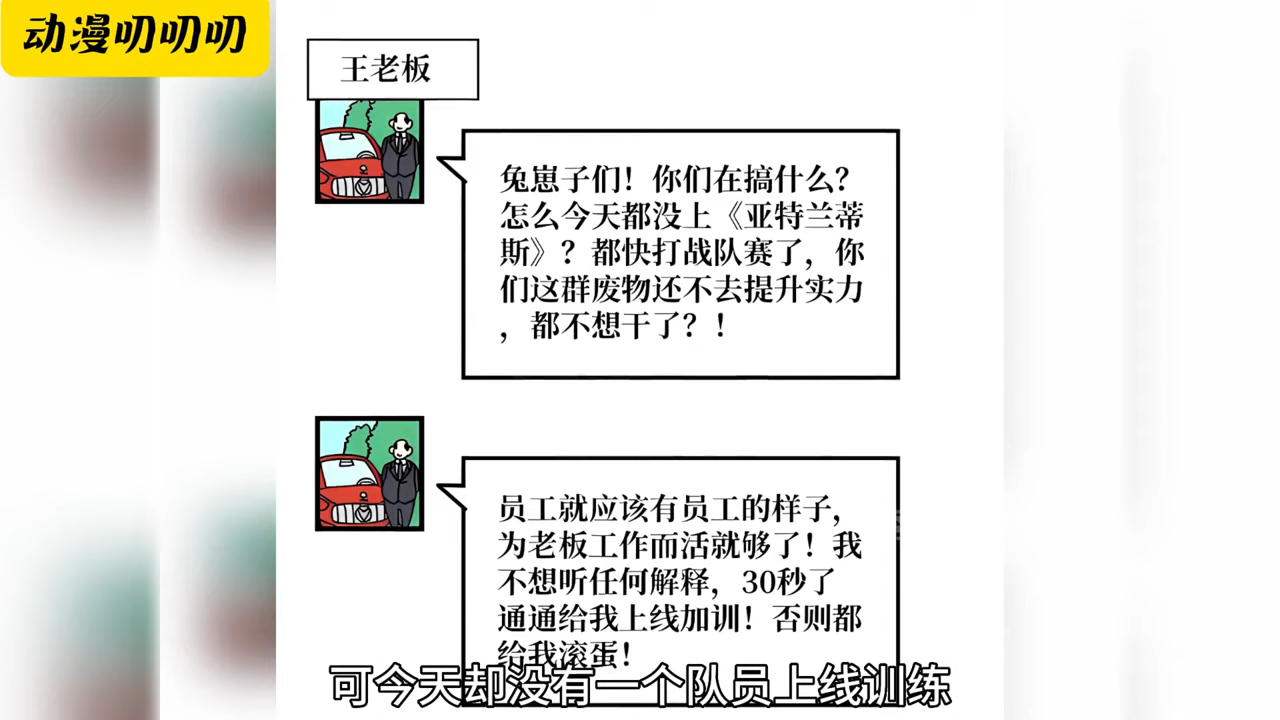 动漫叨叨叨
王老板
兔崽子们！你们在搞什么？
怎么今天都没上《亚特兰蒂
斯》？都快打战队赛了，你
们这群废物还不去提升实力
，都不想干了？！
员工就应该有员工的样子，
为老板工作而活就够了！我
不想听任何解释，30秒了
通通给我上线加训！否则都
给我滚蛋！
可今天却没有一个队员上线训练